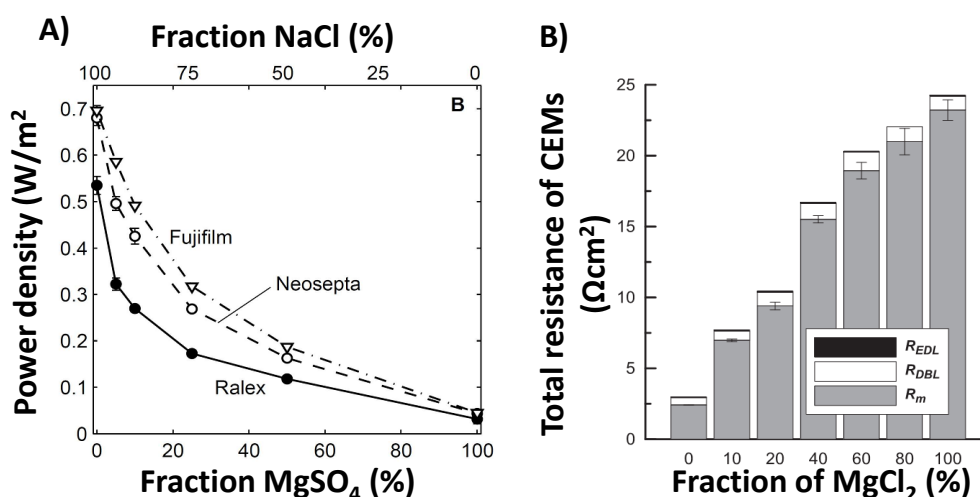 A)
Fraction NaCl (%)
100 75 50 25 0
B
Power density (W/m²)
0.7
0.6
0.5
0.4
0.3
0.2
0.1
0
Fujifilm
Neosepta
Ralex
0 20 40 60 80 100
Fraction MgSO₄ (%)
B)
Total resistance of CEMs
(Ωcm²)
25
20
15
10
5
0
R_EDL
R_DBL
R_m
0 10 20 40 60 80 100
Fraction of MgCl₂ (%)